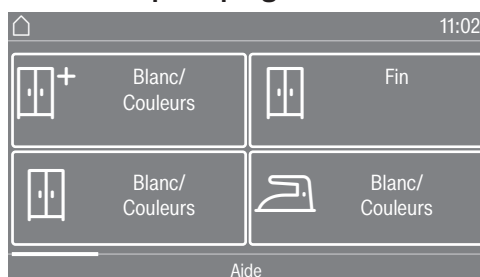 11:02
Blanc/
Couleurs
Fin
Blanc/
Couleurs
Blanc/
Couleurs
Aide